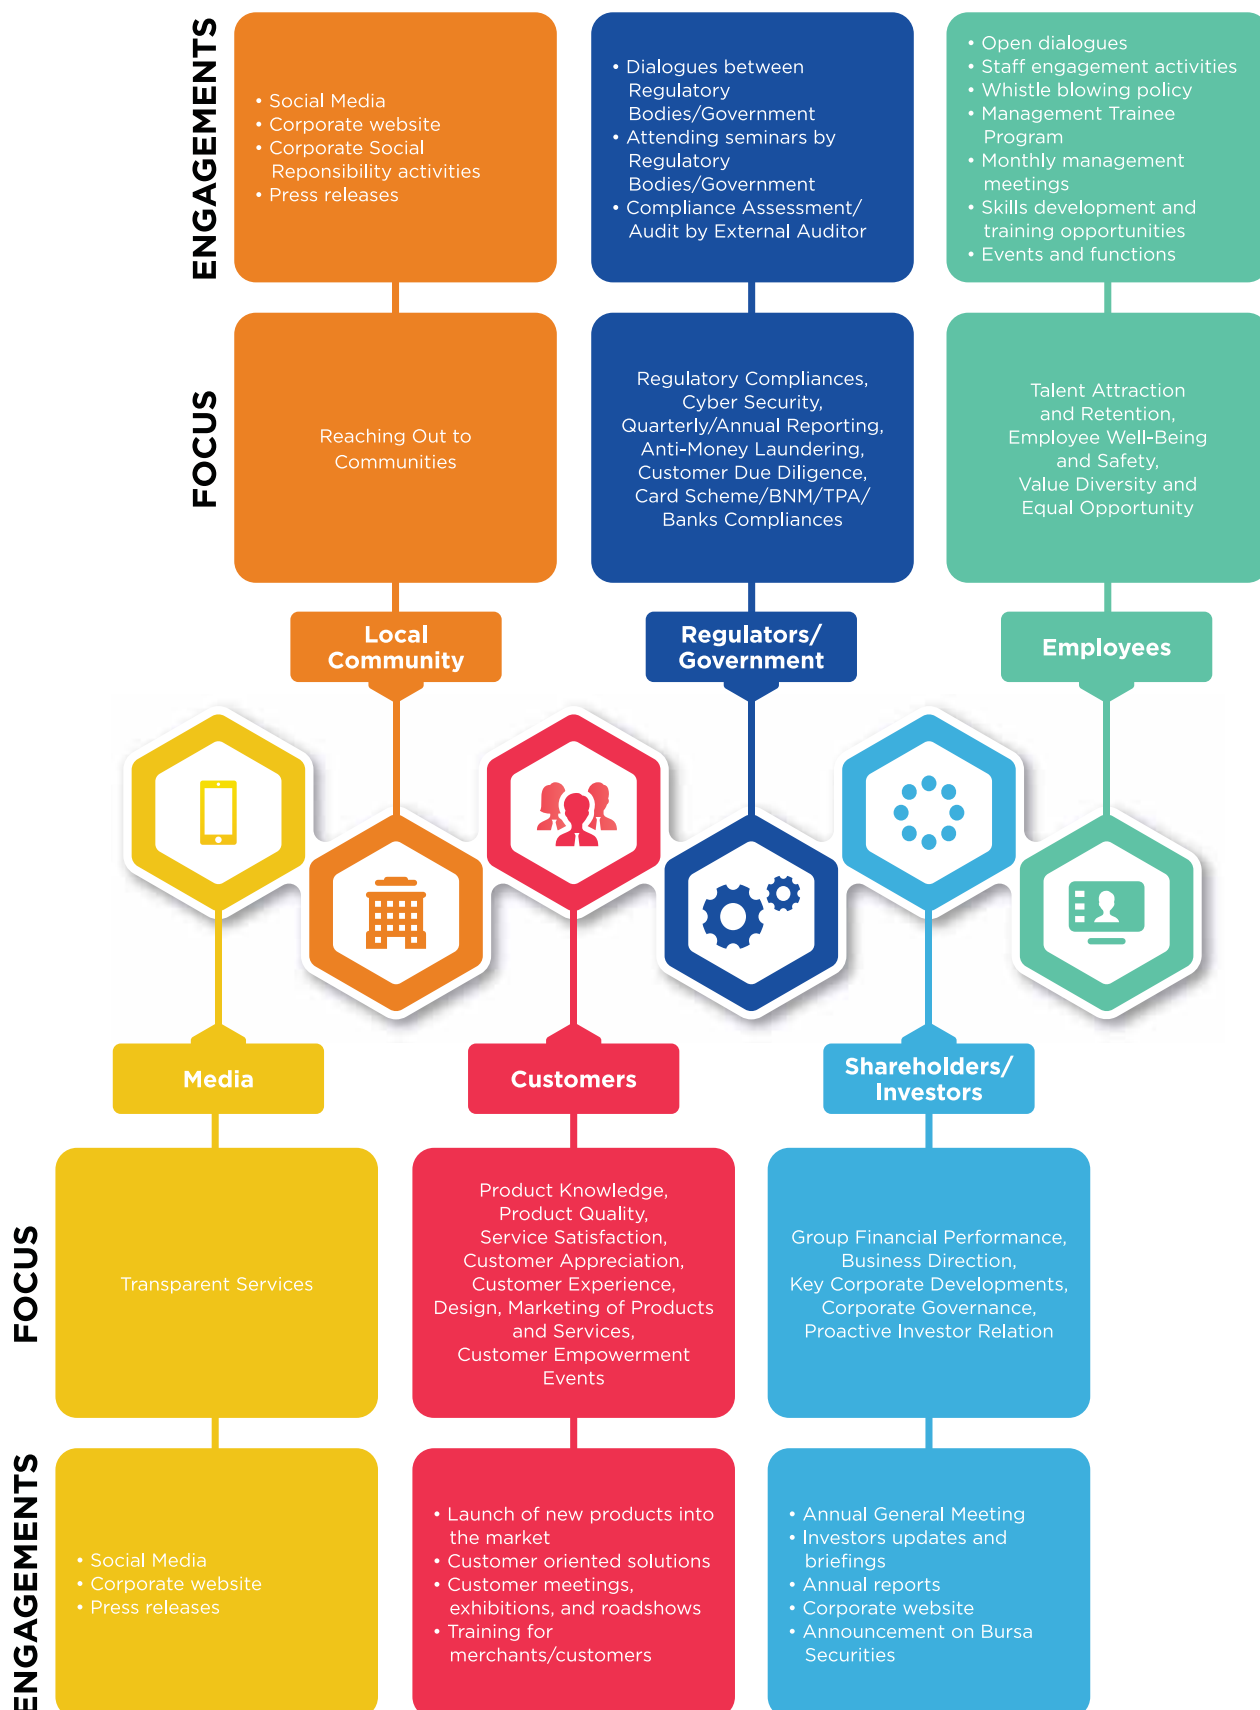 ENGAGEMENTS
• Social Media
• Corporate website
• Corporate Social
Reponsibility activities
• Press releases
• Dialogues between
Regulatory
Bodies/Government
• Attending seminars by
Regulatory
Bodies/Government
• Compliance Assessment/
Audit by External Auditor
• Open dialogues
• Staff engagement activities
• Whistle blowing policy
• Management Trainee
Program
• Monthly management
meetings
• Skills development and
training opportunities
• Events and functions
FOCUS
Reaching Out to
Communities
Regulatory Compliances,
Cyber Security,
Quarterly/Annual Reporting,
Anti-Money Laundering,
Customer Due Diligence,
Card Scheme/BNM/TPA/
Banks Compliances
Talent Attraction
and Retention,
Employee Well-Being
and Safety,
Value Diversity and
Equal Opportunity
Local
Community
Regulators/
Government
Employees
Media
Customers
Shareholders/
Investors
FOCUS
Transparent Services
Product Knowledge,
Product Quality,
Service Satisfaction,
Customer Appreciation,
Customer Experience,
Design, Marketing of Products
and Services,
Customer Empowerment
Events
Group Financial Performance,
Business Direction,
Key Corporate Developments,
Corporate Governance,
Proactive Investor Relation
ENGAGEMENTS
• Social Media
• Corporate website
• Press releases
• Launch of new products into
the market
• Customer oriented solutions
• Customer meetings,
exhibitions, and roadshows
• Training for
merchants/customers
• Annual General Meeting
• Investors updates and
briefings
• Annual reports
• Corporate website
• Announcement on Bursa
Securities